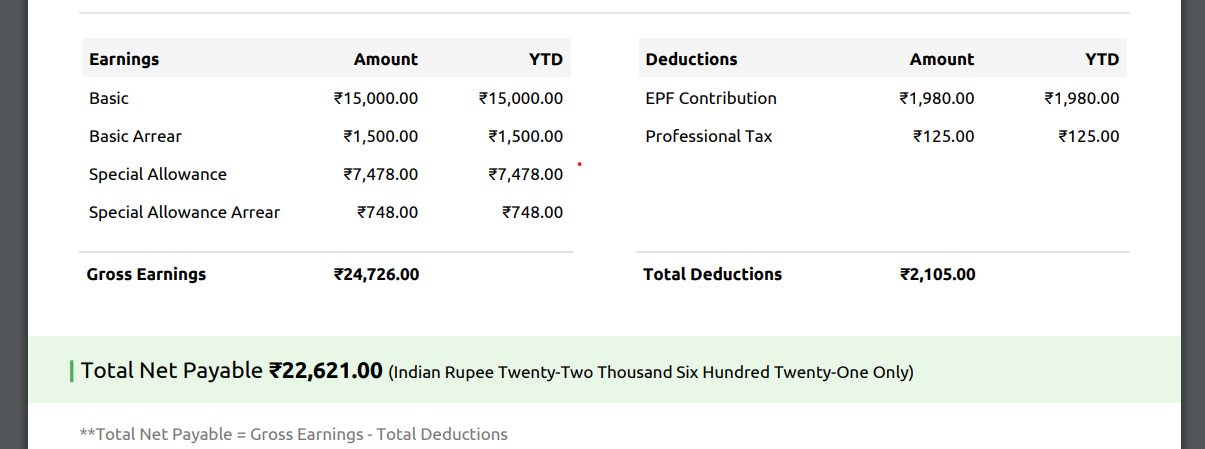 Earnings Amount YTD Deductions Amount YTD
Basic ₹15,000.00 ₹15,000.00 EPF Contribution ₹1,980.00 ₹1,980.00
Basic Arrear ₹1,500.00 ₹1,500.00 Professional Tax ₹125.00 ₹125.00
Special Allowance ₹7,478.00 ₹7,478.00
Special Allowance Arrear ₹748.00 ₹748.00
Gross Earnings ₹24,726.00 Total Deductions ₹2,105.00
Total Net Payable ₹22,621.00 (Indian Rupee Twenty-Two Thousand Six Hundred Twenty-One Only)
**Total Net Payable = Gross Earnings - Total Deductions